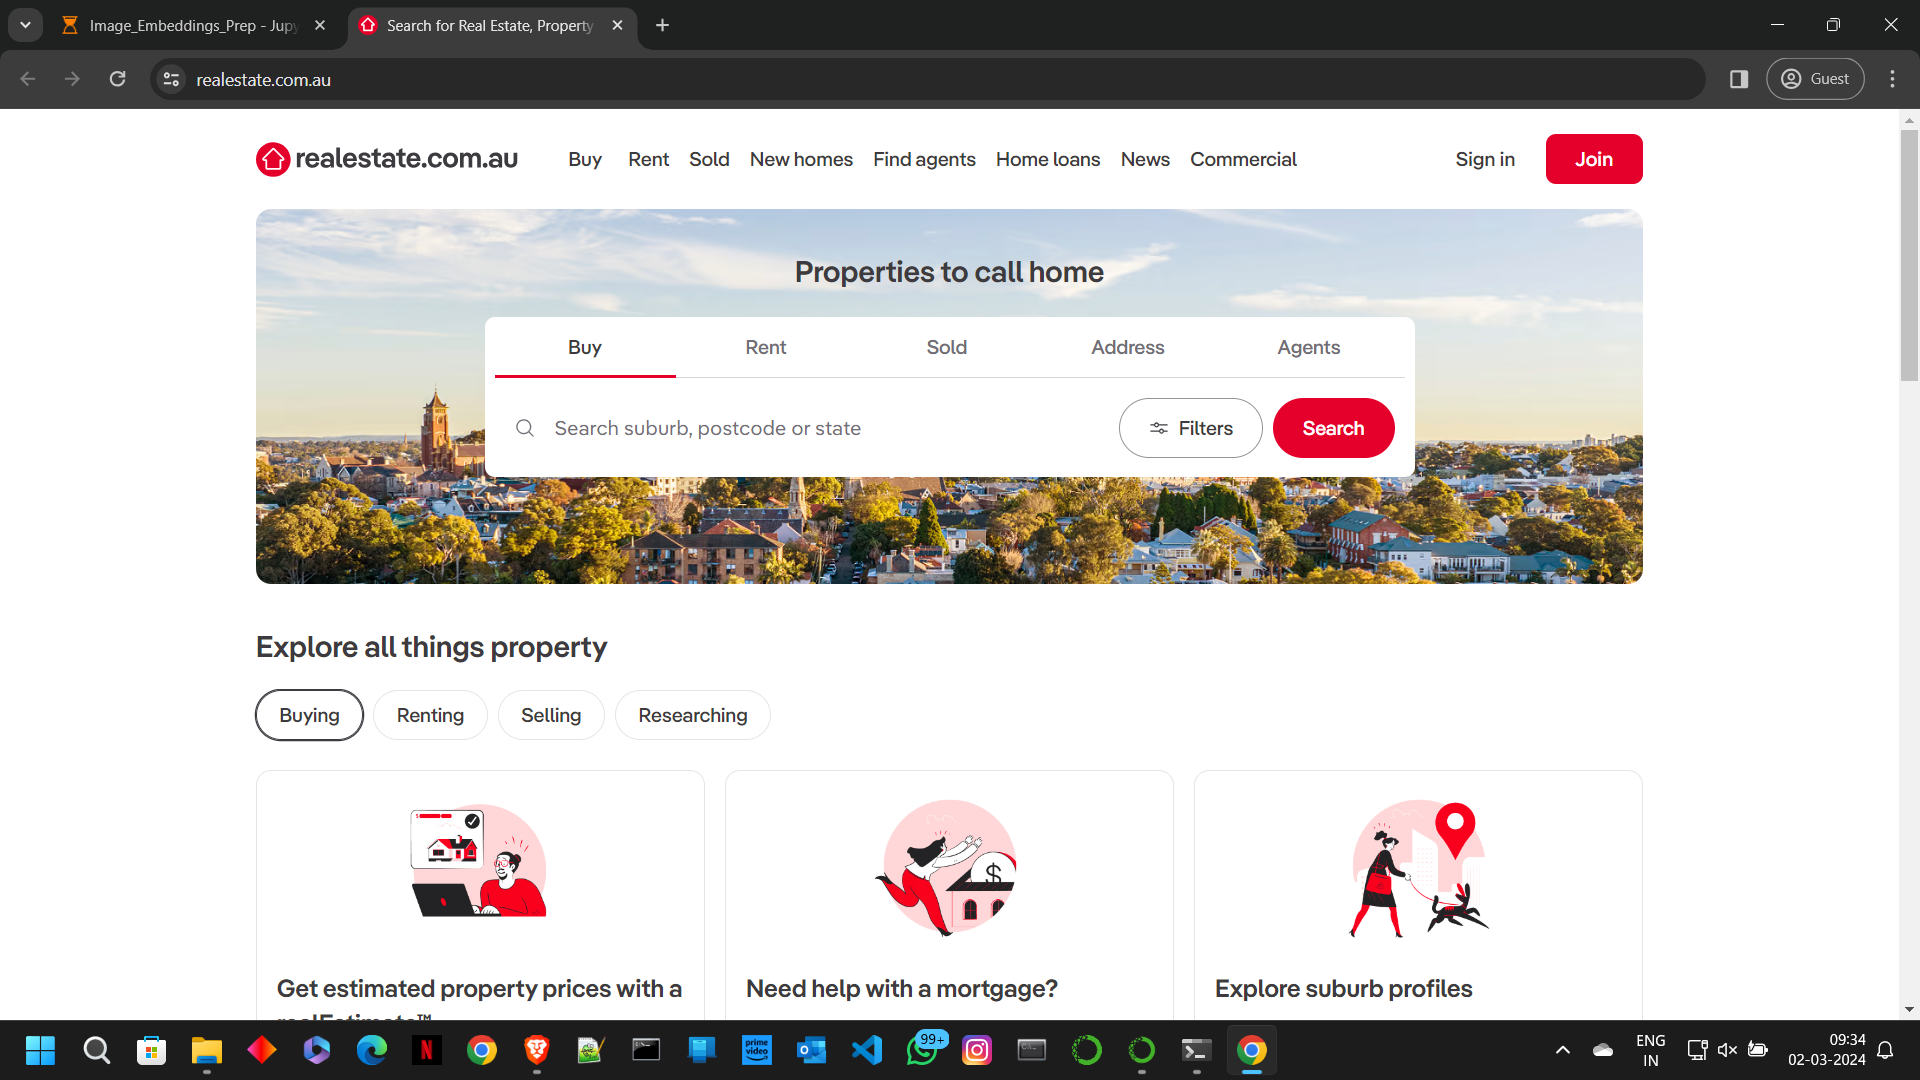 Image_Embeddings_Prep - Jupy
Search for Real Estate, Property
realestate.com.au
Guest
realestate.com.au
Buy Rent Sold New homes Find agents Home loans News Commercial
Sign in Join
Properties to call home
Buy Rent Sold Address Agents
Search suburb, postcode or state
Filters Search
Explore all things property
Buying Renting Selling Researching
$
Get estimated property prices with a
realEstimate™
Need help with a mortgage?
Explore suburb profiles
N
prime
video
99+
ENG
IN
09:34
02-03-2024